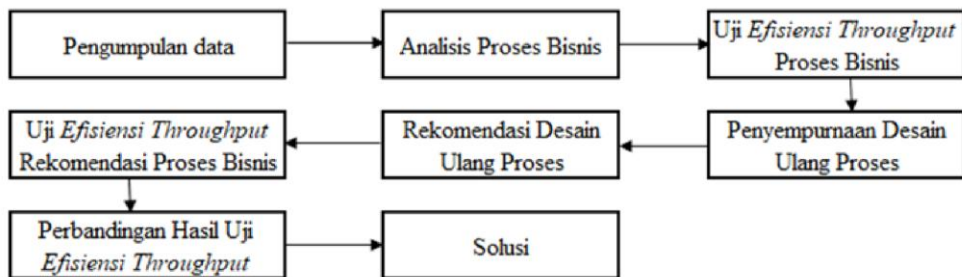 Pengumpulan data
Analisis Proses Bisnis
Uji Efisiensi Throughput
Proses Bisnis
Penyempurnaan Desain
Ulang Proses
Rekomendasi Desain
Ulang Proses
Uji Efisiensi Throughput
Rekomendasi Proses Bisnis
Perbandingan Hasil Uji
Efisiensi Throughput
Solusi